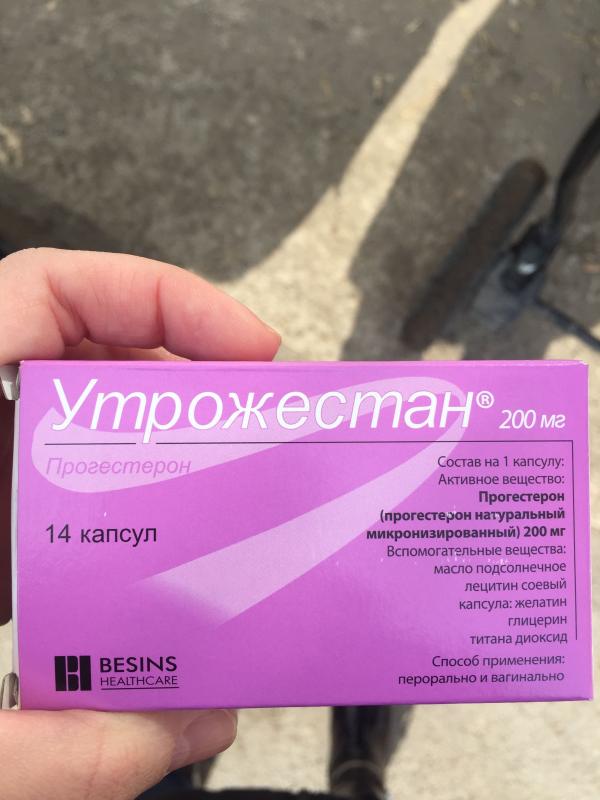 Утрожестан® 200 мг
Прогестерон
14 капсул
Состав на 1 капсулу:
Активное вещество:
Прогестерон
(прогестерон натуральный
микронизированный) 200 мг
Вспомогательные вещества:
масло подсолнечное
лецитин соевый
капсула: желатин
глицерин
титана диоксид
Способ применения:
перорально и вагинально
BESINS
HEALTHCARE